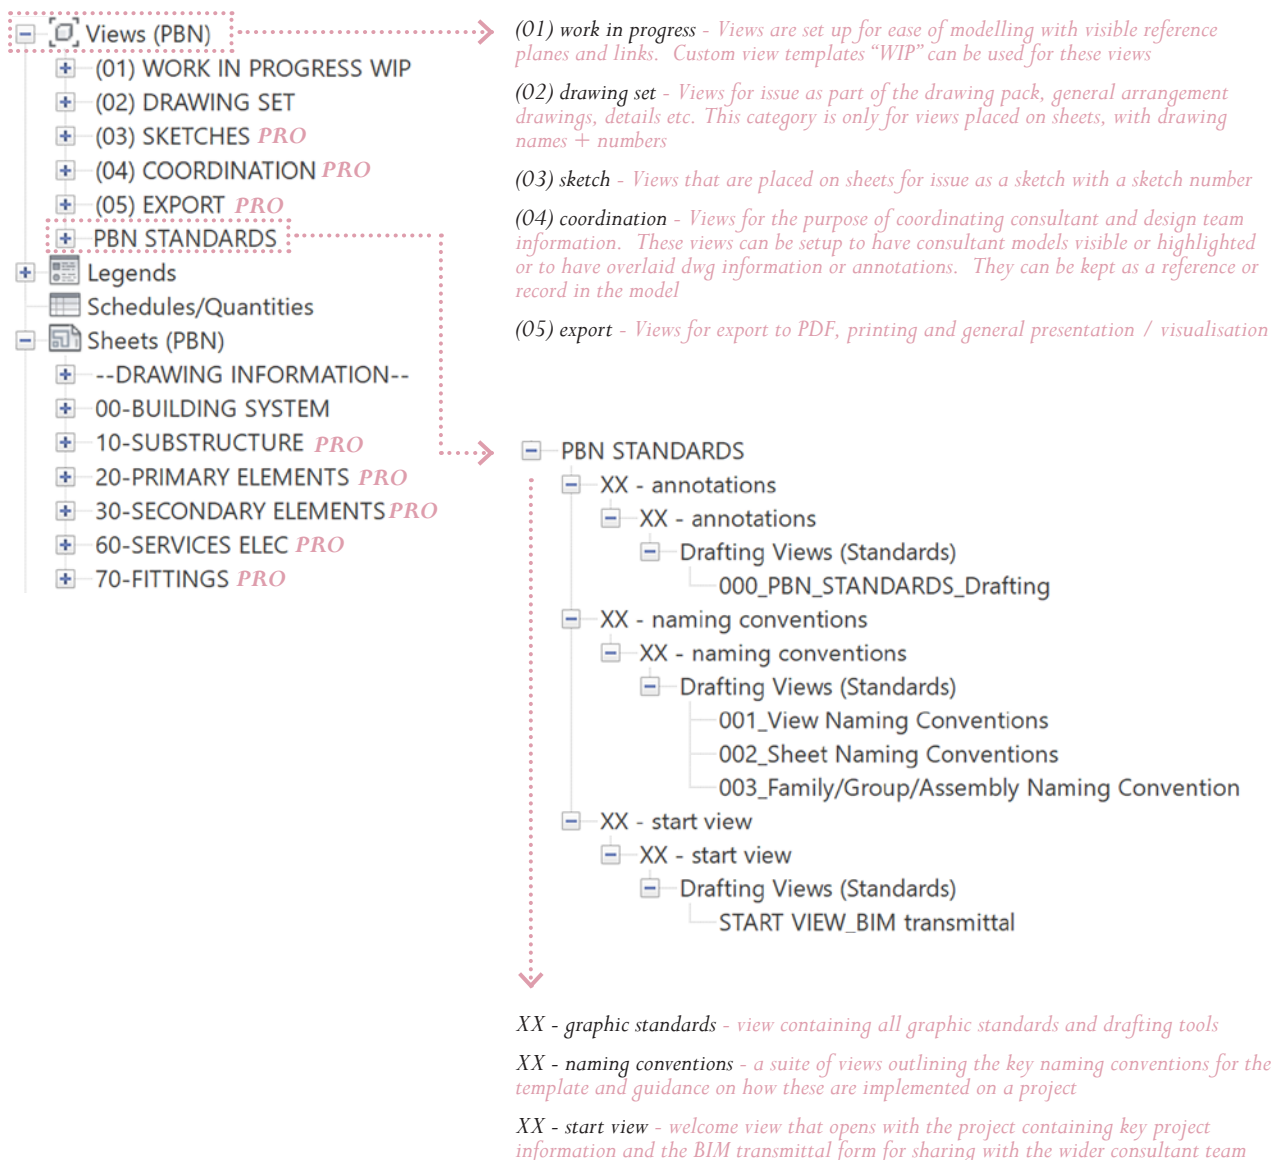 Views (PBN)
(01) WORK IN PROGRESS WIP
(02) DRAWING SET
(03) SKETCHES PRO
(04) COORDINATION PRO
(05) EXPORT PRO
PBN STANDARDS
Legends
Schedules/Quantities
Sheets (PBN)
--DRAWING INFORMATION--
00-BUILDING SYSTEM
10-SUBSTRUCTURE PRO
20-PRIMARY ELEMENTS PRO
30-SECONDARY ELEMENTS PRO
60-SERVICES ELEC PRO
70-FITTINGS PRO
(01) work in progress - Views are set up for ease of modelling with visible reference
planes and links. Custom view templates “WIP” can be used for these views
(02) drawing set - Views for issue as part of the drawing pack, general arrangement
drawings, details etc. This category is only for views placed on sheets, with drawing
names + numbers
(03) sketch - Views that are placed on sheets for issue as a sketch with a sketch number
(04) coordination - Views for the purpose of coordinating consultant and design team
information. These views can be setup to have consultant models visible or highlighted
or to have overlaid dwg information or annotations. They can be kept as a reference or
record in the model
(05) export - Views for export to PDF, printing and general presentation / visualisation
PBN STANDARDS
XX - annotations
XX - annotations
Drafting Views (Standards)
000_PBN_STANDARDS_Drafting
XX - naming conventions
XX - naming conventions
Drafting Views (Standards)
001_View Naming Conventions
002_Sheet Naming Conventions
003_Family/Group/Assembly Naming Convention
XX - start view
XX - start view
Drafting Views (Standards)
START VIEW_BIM transmittal
XX - graphic standards - view containing all graphic standards and drafting tools
XX - naming conventions - a suite of views outlining the key naming conventions for the
template and guidance on how these are implemented on a project
XX - start view - welcome view that opens with the project containing key project
information and the BIM transmittal form for sharing with the wider consultant team